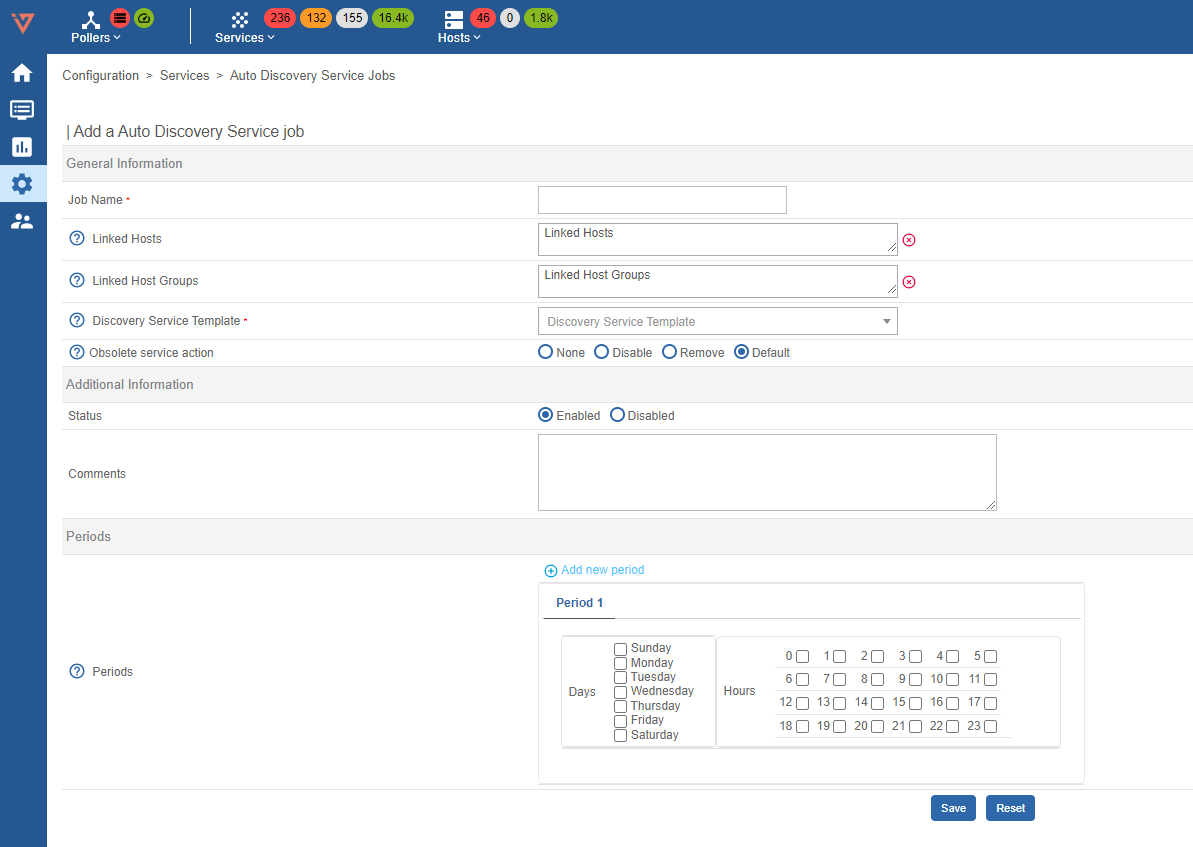 236 132 155 16.4k 46 0 1.8k
Pollers Services Hosts
Configuration > Services > Auto Discovery Service Jobs
| Add a Auto Discovery Service job
General Information
Job Name *
? Linked Hosts Linked Hosts
? Linked Host Groups Linked Host Groups
? Discovery Service Template * Discovery Service Template
? Obsolete service action None Disable Remove Default
Additional Information
Status Enabled Disabled
Comments
Periods
Add new period
Period 1
? Periods
Days
Sunday
Monday
Tuesday
Wednesday
Thursday
Friday
Saturday
Hours
0 1 2 3 4 5
6 7 8 9 10 11
12 13 14 15 16 17
18 19 20 21 22 23
Save Reset